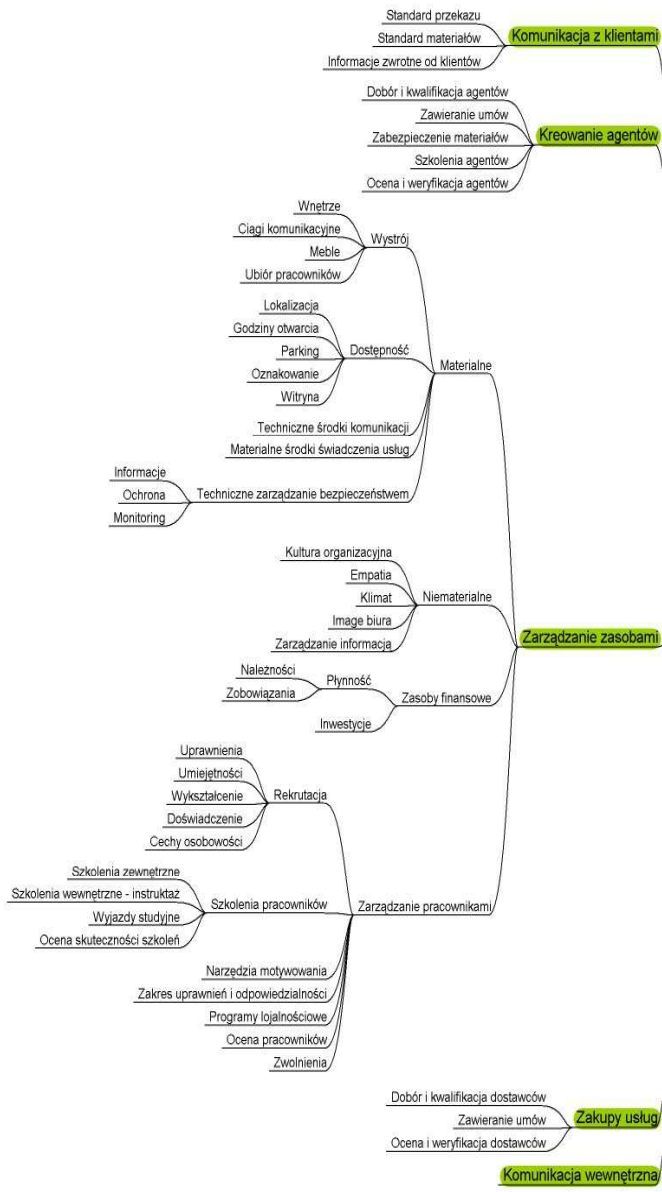 Standard przekazu
Standard materiałów
Informacje zwrotne od klientów
Komunikacja z klientami
Dobór i kwalifikacja agentów
Zawieranie umów
Zabezpieczenie materiałów
Szkolenia agentów
Ocena i weryfikacja agentów
Kreowanie agentów
Wnętrze
Ciągi komunikacyjne
Meble
Ubiór pracowników
Wystrój
Lokalizacja
Godziny otwarcia
Parking
Oznakowanie
Witryna
Dostępność
Techniczne środki komunikacji
Materialne środki świadczenia usług
Informacje
Ochrona
Monitoring
Techniczne zarządzanie bezpieczeństwem
Materialne
Kultura organizacyjna
Empatia
Klimat
Image biura
Zarządzanie informacja
Niematerialne
Należności
Zobowiązania
Płynność
Inwestycje
Zasoby finansowe
Uprawnienia
Umiejętności
Wykształcenie
Doświadczenie
Cechy osobowości
Rekrutacja
Szkolenia zewnętrzne
Szkolenia wewnętrzne - instruktaż
Wyjazdy studyjne
Ocena skuteczności szkoleń
Szkolenia pracowników
Narzędzia motywowania
Zakres uprawnień i odpowiedzialności
Programy lojalnościowe
Ocena pracowników
Zwolnienia
Zarządzanie pracownikami
Zarządzanie zasobami
Dobór i kwalifikacja dostawców
Zawieranie umów
Ocena i weryfikacja dostawców
Zakupy usług
Komunikacja wewnętrzna